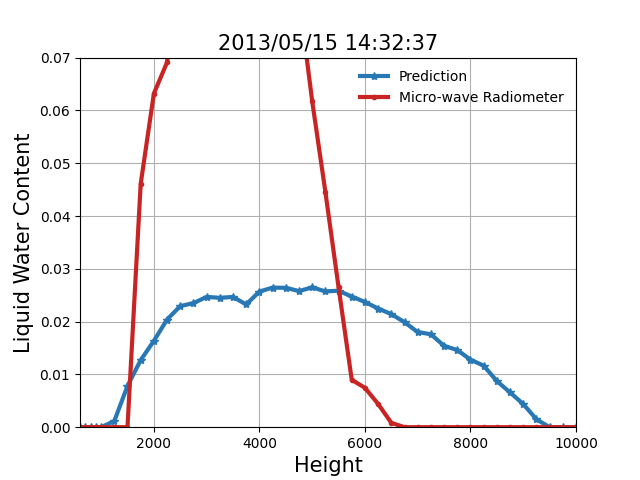 2013/05/15 14:32:37
Prediction
Micro-wave Radiometer
Liquid Water Content
0.07
0.06
0.05
0.04
0.03
0.02
0.01
0.00
2000 4000 6000 8000 10000
Height